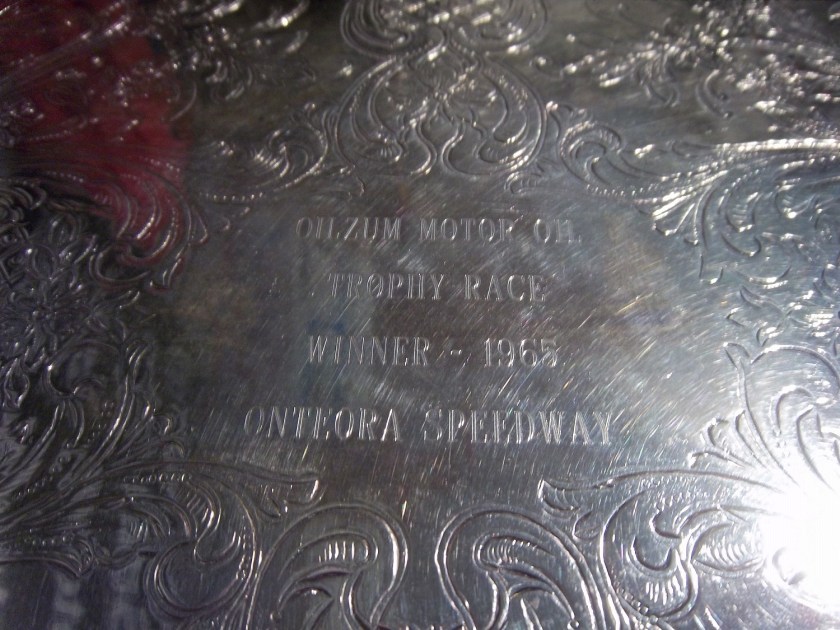 OILZUM MOTOR OIL
TROPHY RACE
WINNER - 1965
ONTEORA SPEEDWAY